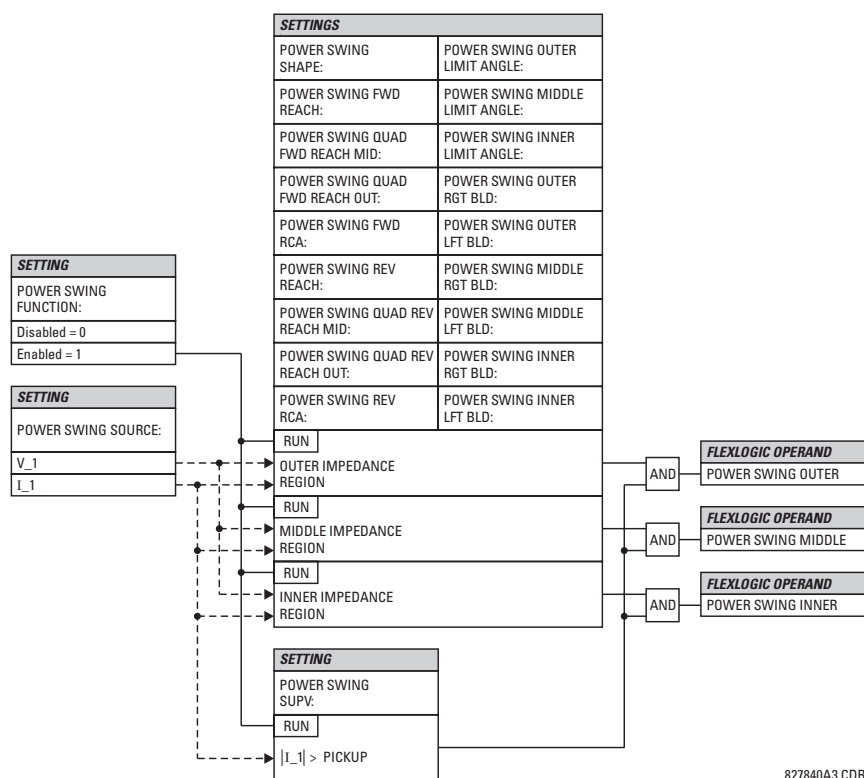 SETTINGS
POWER SWING
SHAPE:
POWER SWING OUTER
LIMIT ANGLE:
POWER SWING FWD
REACH:
POWER SWING MIDDLE
LIMIT ANGLE:
POWER SWING QUAD
FWD REACH MID:
POWER SWING INNER
LIMIT ANGLE:
POWER SWING QUAD
FWD REACH OUT:
POWER SWING OUTER
RGT BLD:
POWER SWING FWD
RCA:
POWER SWING OUTER
LFT BLD:
POWER SWING REV
REACH:
POWER SWING MIDDLE
RGT BLD:
POWER SWING QUAD REV
REACH MID:
POWER SWING MIDDLE
LFT BLD:
POWER SWING QUAD REV
REACH OUT:
POWER SWING INNER
RGT BLD:
POWER SWING REV
RCA:
POWER SWING INNER
LFT BLD:
SETTING
POWER SWING
FUNCTION:
Disabled = 0
Enabled = 1
SETTING
POWER SWING SOURCE:
V_1
I_1
RUN
OUTER IMPEDANCE
REGION
RUN
MIDDLE IMPEDANCE
REGION
RUN
INNER IMPEDANCE
REGION
AND
FLEXLOGIC OPERAND
POWER SWING OUTER
AND
FLEXLOGIC OPERAND
POWER SWING MIDDLE
AND
FLEXLOGIC OPERAND
POWER SWING INNER
SETTING
POWER SWING
SUPV:
RUN
|I_1| > PICKUP
827840A3.CDR